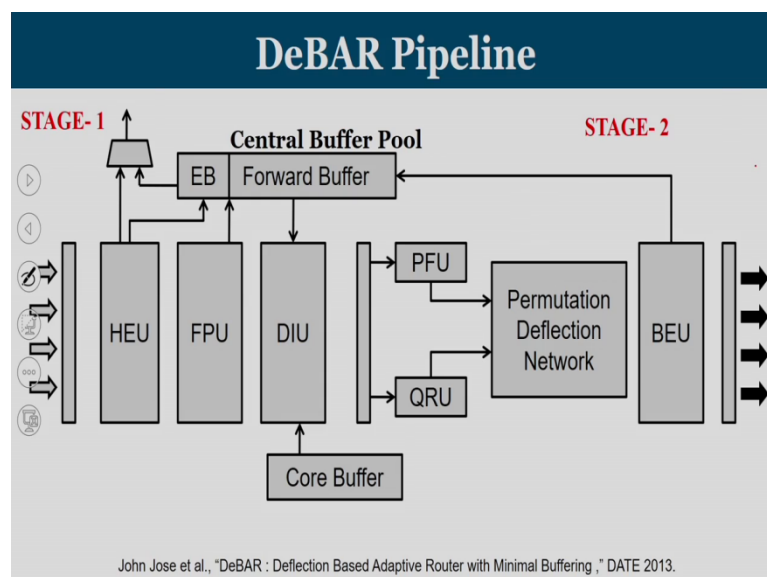 DeBAR Pipeline
STAGE- 1
STAGE- 2
Central Buffer Pool
EB
Forward Buffer
HEU
FPU
DIU
PFU
QRU
Permutation
Deflection
Network
BEU
Core Buffer
John Jose et al., “DeBAR : Deflection Based Adaptive Router with Minimal Buffering ,” DATE 2013.